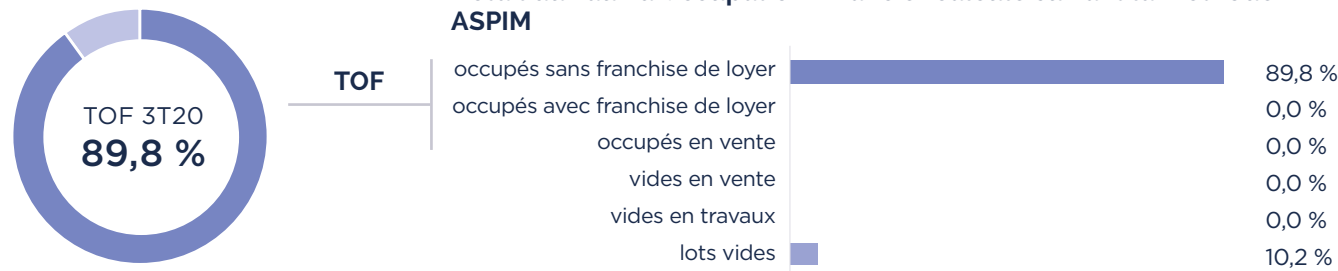 ASPIM
TOF 3T20
89,8 %
TOF
occupés sans franchise de loyer 89,8 %
occupés avec franchise de loyer 0,0 %
occupés en vente 0,0 %
vides en vente 0,0 %
vides en travaux 0,0 %
lots vides 10,2 %